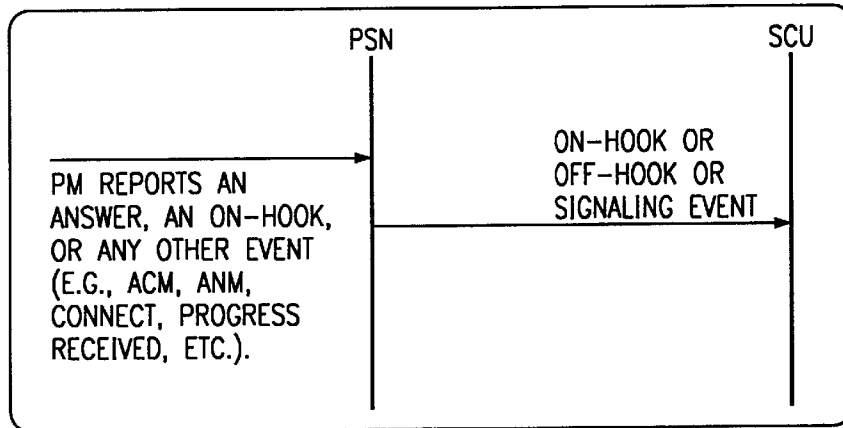 PSN
SCU
ON-HOOK OR
OFF-HOOK OR
SIGNALING EVENT
PM REPORTS AN
ANSWER, AN ON-HOOK,
OR ANY OTHER EVENT
(E.G., ACM, ANM,
CONNECT, PROGRESS
RECEIVED, ETC.).